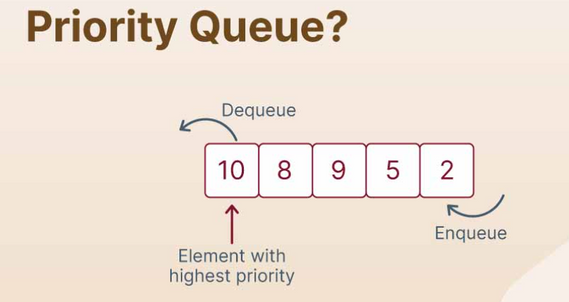 Priority Queue?
Dequeue
10 8 9 5 2
Enqueue
Element with
highest priority